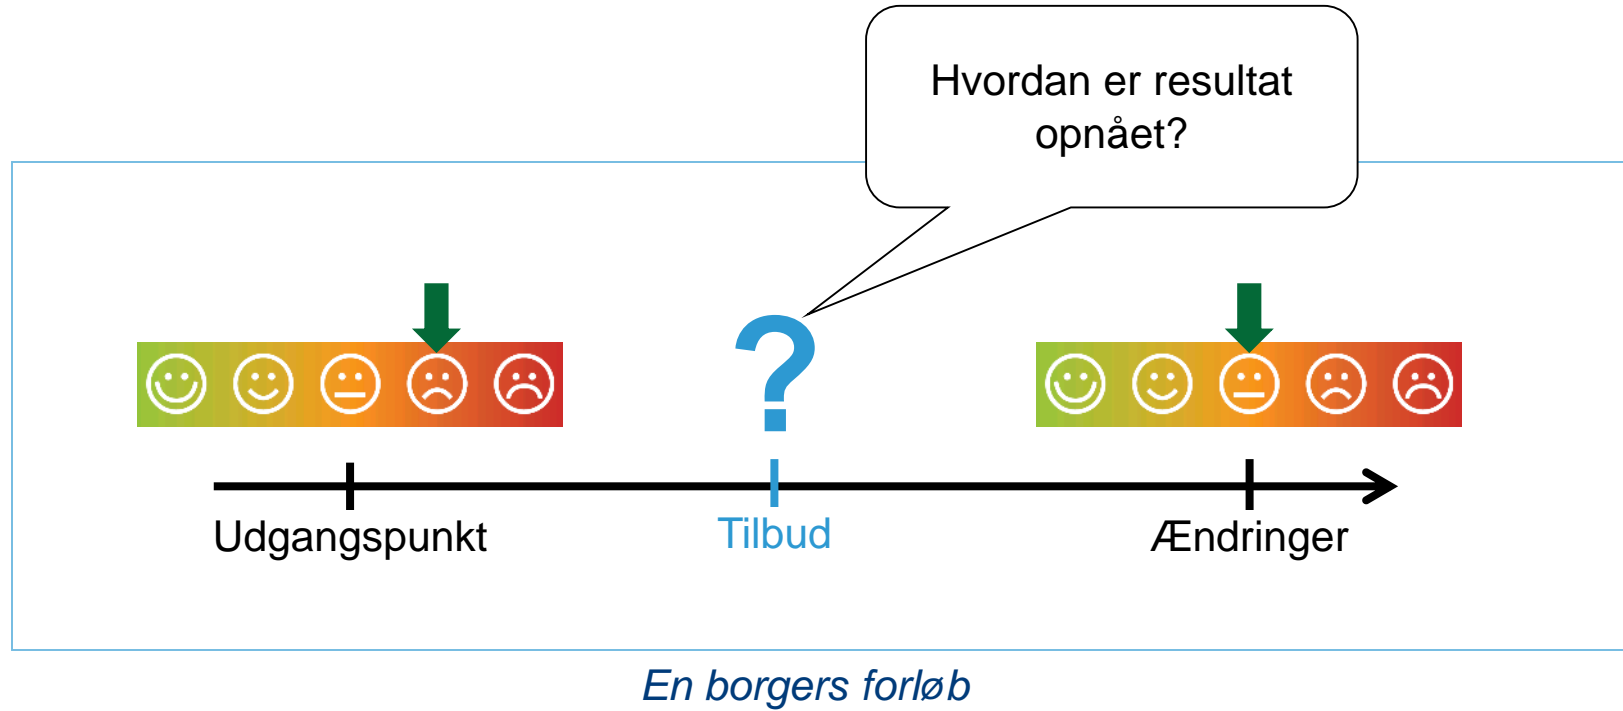 Hvordan er resultat
opnået?
?
Udgangspunkt
Tilbud
Ændringer
En borgers forløb